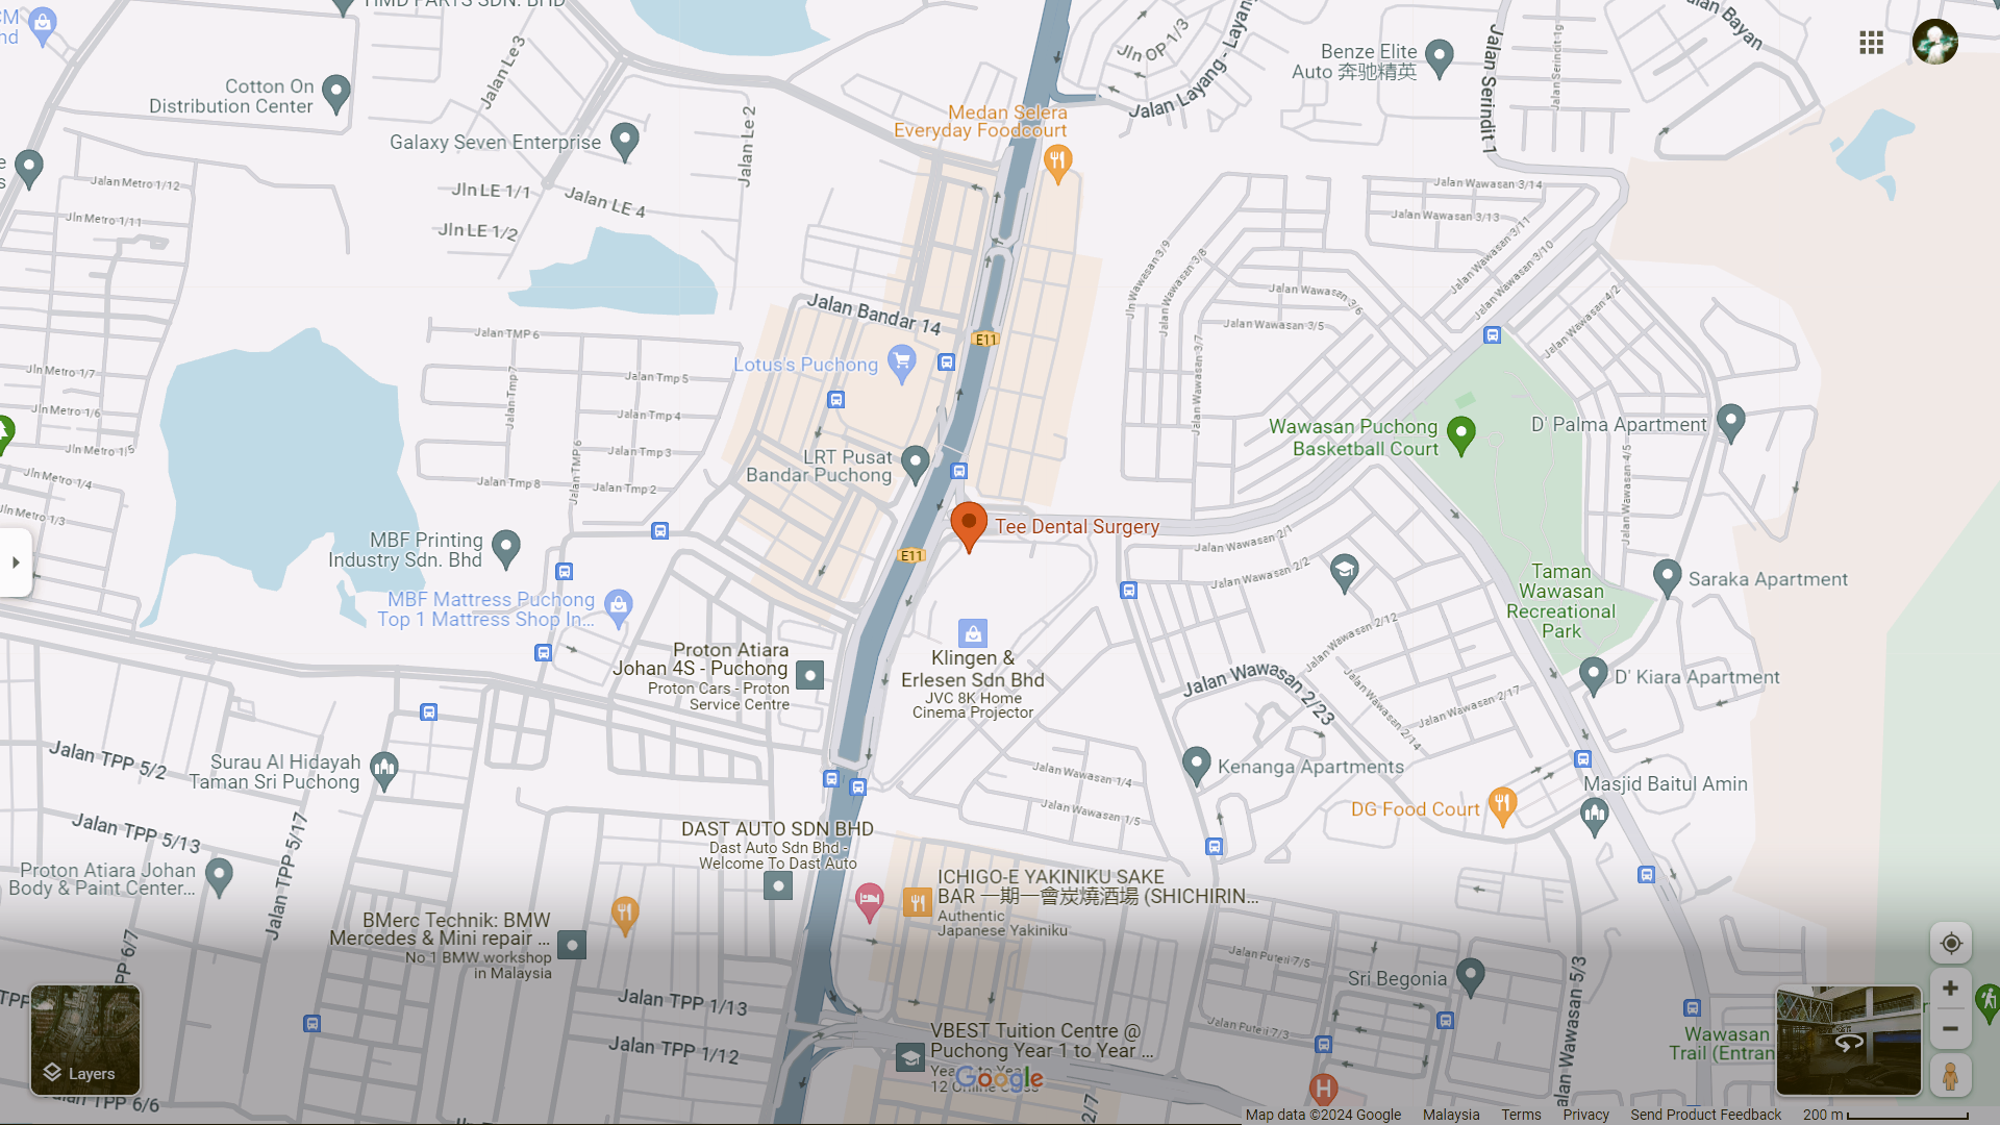 HMD PARTS SDN. BHD
Jln OP 1/3
Jalan Layang - Layang
Jalan Bayan
Benze Elite
Auto 奔驰精英
Jalan Serindit 1
Jalan Serindit 1g
Jalan Le3
Cotton On
Distribution Center
Medan Selera
Everyday Foodcourt
Galaxy Seven Enterprise
Jalan Le 2
Jalan Metro 1/12
Jln LE 1/1
Jalan LE 4
Jln Metro 1/11
Jln LE 1/2
Jalan Wawasan 3/14
Jalan Wawasan 3/13
Jalan Wawasan 3/11
Jalan Wawasan 3/10
Jln Wawasan 3/9
Jalan Wawasan 3/8
Jalan Wawasan 3/6
Jalan Wawasan 4/2
Jalan Bandar 14
Jalan Wawasan 3/5
Jalan TMP 6
E11
Jalan Wawasan 3/7
Lotus's Puchong
Jln Metro 1/7
Jalan Tmp 5
Jalan Tmp7
Jln Metro 1/6
Jalan Tmp 4
Wawasan Puchong
Basketball Court
D' Palma Apartment
Jln Metro 1/5
Jalan Tmp 3
LRT Pusat
Bandar Puchong
Jalan TMP 6
Jalan Wawasan 4/5
Jln Metro 1/4
Jalan Tmp 8
Jalan Tmp 2
Jln Metro 1/3
Tee Dental Surgery
MBF Printing
Industry Sdn. Bhd
E11
Jalan Wawasan 2/1
Jalan Wawasan 2/2
Taman
Wawasan
Recreational
Park
Saraka Apartment
MBF Mattress Puchong
Top 1 Mattress Shop In...
Jalan Wawasan 2/12
Proton Atiara
Johan 4S - Puchong
Proton Cars - Proton
Service Centre
Klingen &
Erlesen Sdn Bhd
JVC 8K Home
Cinema Projector
Jalan Wawasan 2/23
Jalan Wawasan 2/14
Jalan Wawasan 2/17
D' Kiara Apartment
Jalan TPP 5/2
Surau Al Hidayah
Taman Sri Puchong
Jalan Wawasan 1/4
Kenanga Apartments
Masjid Baitul Amin
Jalan Wawasan 1/5
DG Food Court
Jalan TPP 5/13
Jalan TPP 5/17
DAST AUTO SDN BHD
Dast Auto Sdn Bhd -
Welcome To Dast Auto
Proton Atiara Johan
Body & Paint Center...
ICHIGO-E YAKINIKU SAKE
BAR 一期一會炭燒酒場 (SHICHIRIN...
Authentic
Japanese Yakiniku
BMerc Technik: BMW
Mercedes & Mini repair ...
No 1 BMW workshop
in Malaysia
Jalan Puteri 7/5
Sri Begonia
Jalan Wawasan 5/3
Jalan TPP 1/13
Jalan Puteri 7/3
VBEST Tuition Centre @
Puchong Year 1 to Year ...
Jalan TPP 1/12
Wawasan
Trail (Entran
Layers
Google
Map data ©2024 Google
Malaysia
Terms
Privacy
Send Product Feedback
200 m